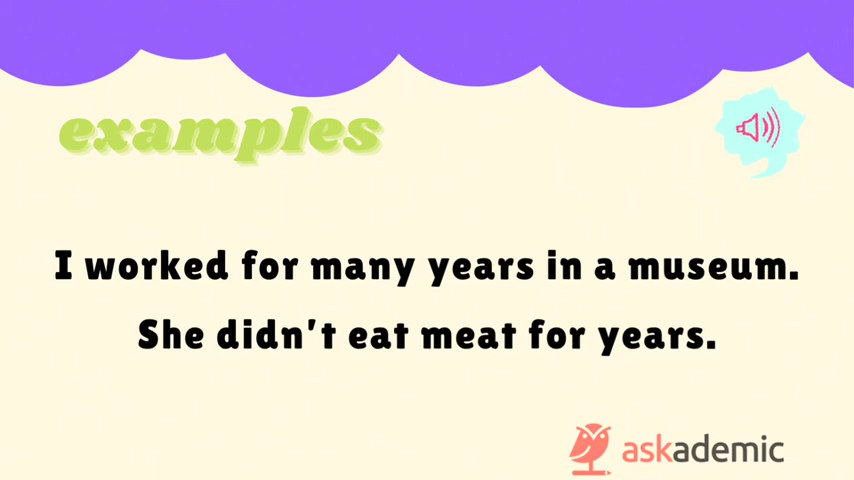 examples
I worked for many years in a museum.
She didn't eat meat for years.
askademic